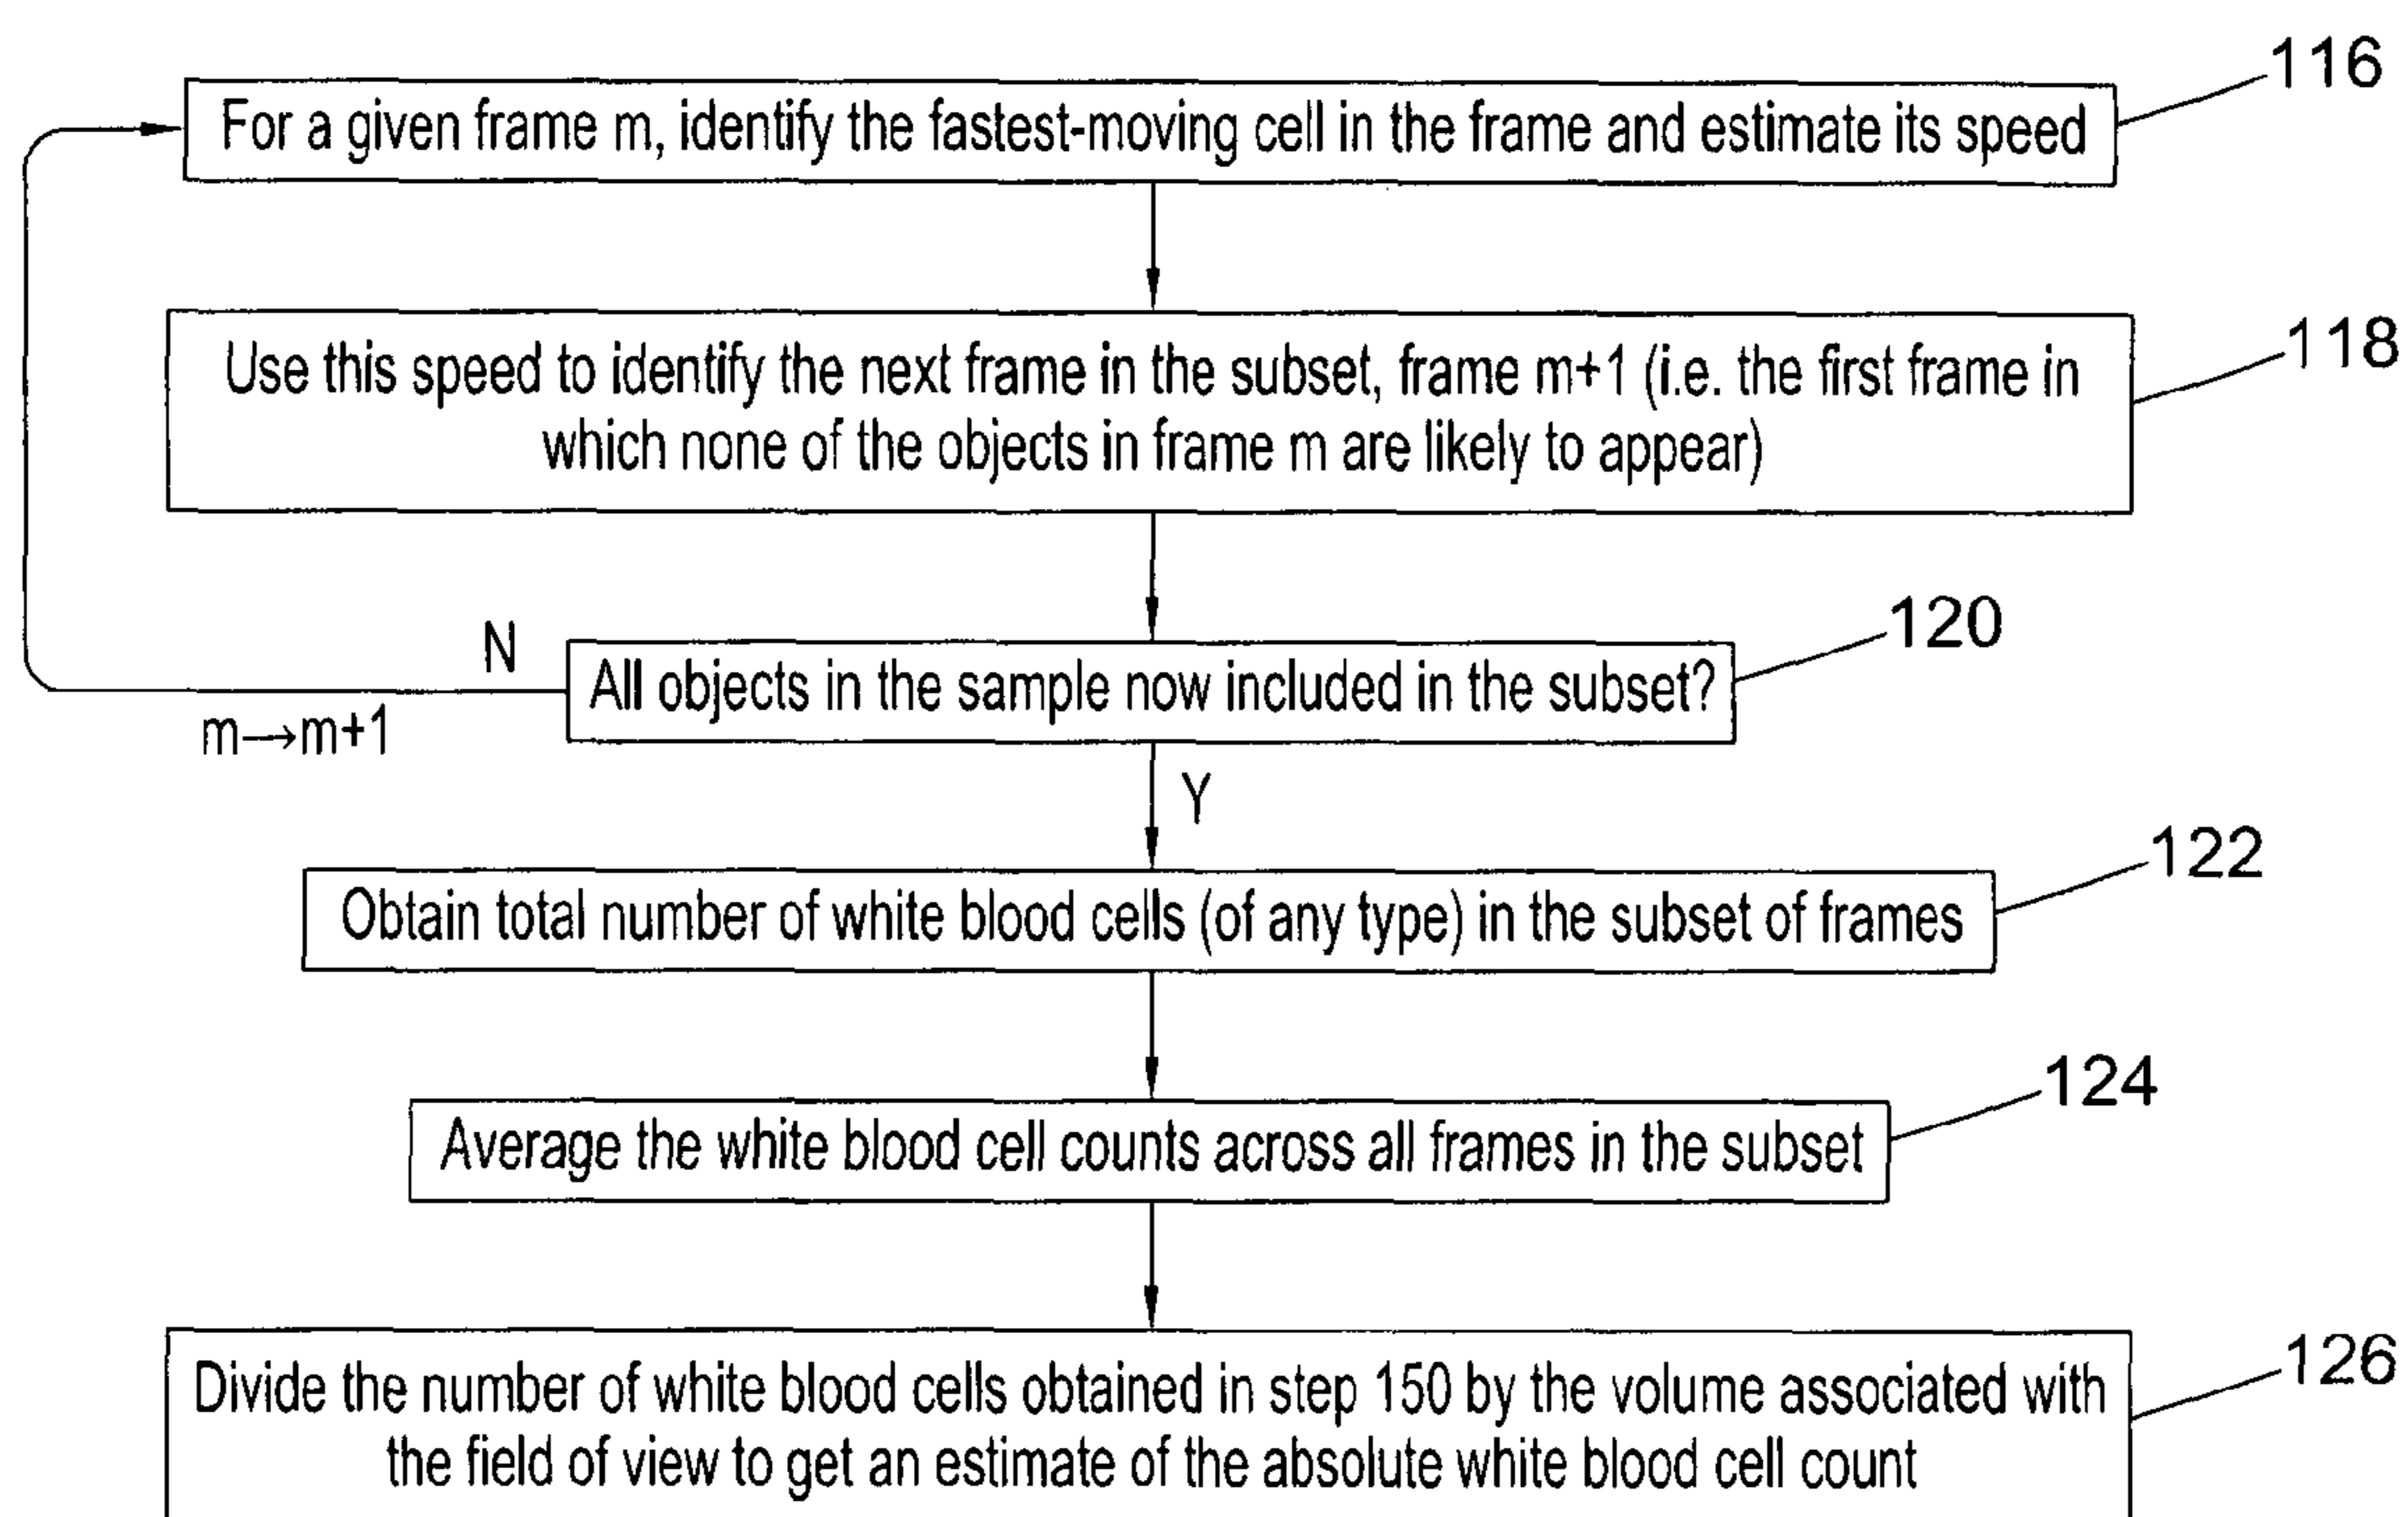 116
For a given frame m, identify the fastest-moving cell in the frame and estimate its speed
118
Use this speed to identify the next frame in the subset, frame m+1 (i.e. the first frame in
which none of the objects in frame m are likely to appear)
120
N
All objects in the sample now included in the subset?
m→m+1
Y
122
Obtain total number of white blood cells (of any type) in the subset of frames
124
Average the white blood cell counts across all frames in the subset
126
Divide the number of white blood cells obtained in step 150 by the volume associated with
the field of view to get an estimate of the absolute white blood cell count